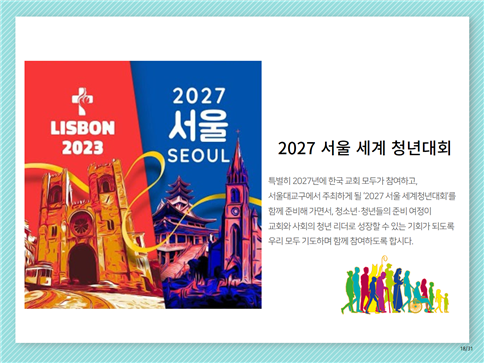 LISBON
2023
2027
서울
SEOUL
2027 서울 세계 청년대회
특별히 2027년에 한국 교회 모두가 참여하고,
서울대교구에서 주최하게 될 '2027 서울 세계청년대회'를
함께 준비해 가면서, 청소년·청년들의 준비 여정이
교회와 사회의 청년 리더로 성장할 수 있는 기회가 되도록
우리 모두 기도하며 함께 참여하도록 합시다.
18/31